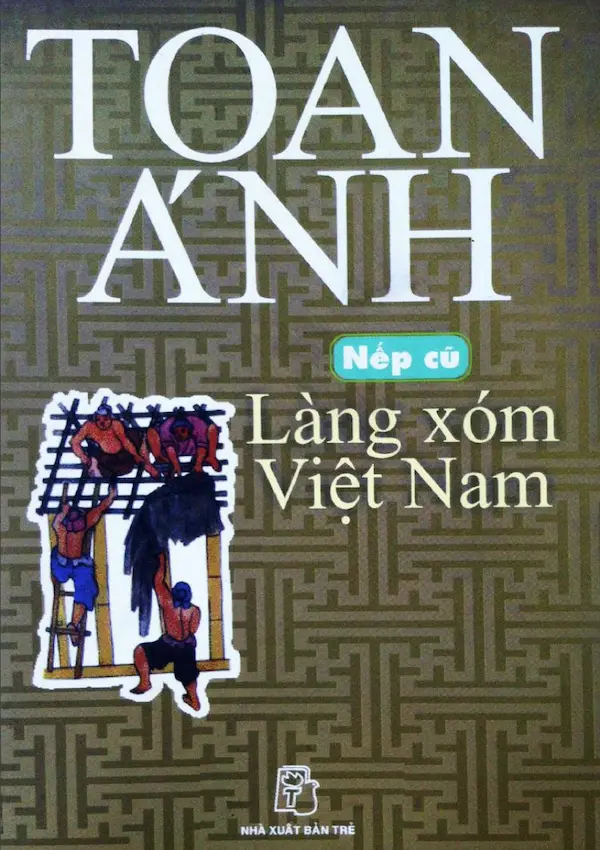 TOAN
ÁNH
Nếp cũ
Làng xóm
Việt Nam
T
NHÀ XUẤT BẢN TRẺ